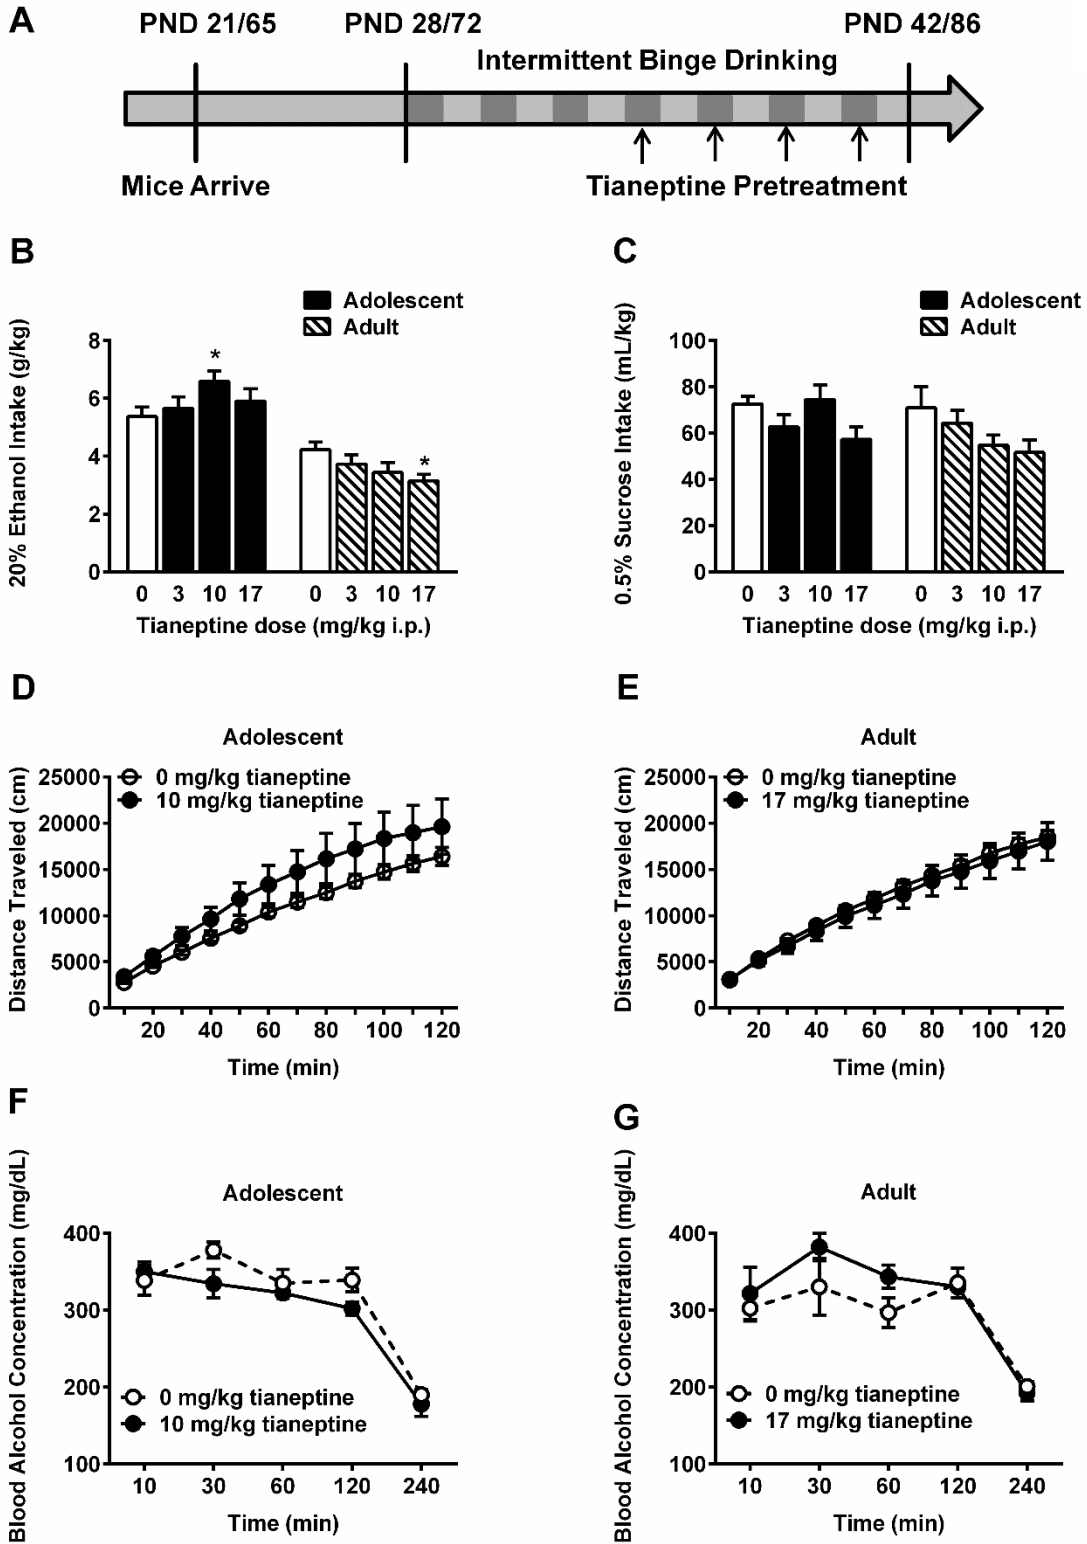 A
PND 21/65
PND 28/72
PND 42/86
Intermittent Binge Drinking
Mice Arrive
Tianeptine Pretreatment
B
Adolescent
Adult
20% Ethanol Intake (g/kg)
8
6
4
2
0
*
*
0 3 10 17 0 3 10 17
Tianeptine dose (mg/kg i.p.)
C
Adolescent
Adult
0.5% Sucrose Intake (mL/kg)
100
80
60
40
20
0
0 3 10 17 0 3 10 17
Tianeptine dose (mg/kg i.p.)
D
Adolescent
0 mg/kg tianeptine
10 mg/kg tianeptine
Distance Traveled (cm)
25000
20000
15000
10000
5000
0
20 40 60 80 100 120
Time (min)
E
Adult
0 mg/kg tianeptine
17 mg/kg tianeptine
Distance Traveled (cm)
25000
20000
15000
10000
5000
0
20 40 60 80 100 120
Time (min)
F
Adolescent
Blood Alcohol Concentration (mg/dL)
400
300
200
100
0 mg/kg tianeptine
10 mg/kg tianeptine
10 30 60 120 240
Time (min)
G
Adult
Blood Alcohol Concentration (mg/dL)
400
300
200
100
0 mg/kg tianeptine
17 mg/kg tianeptine
10 30 60 120 240
Time (min)